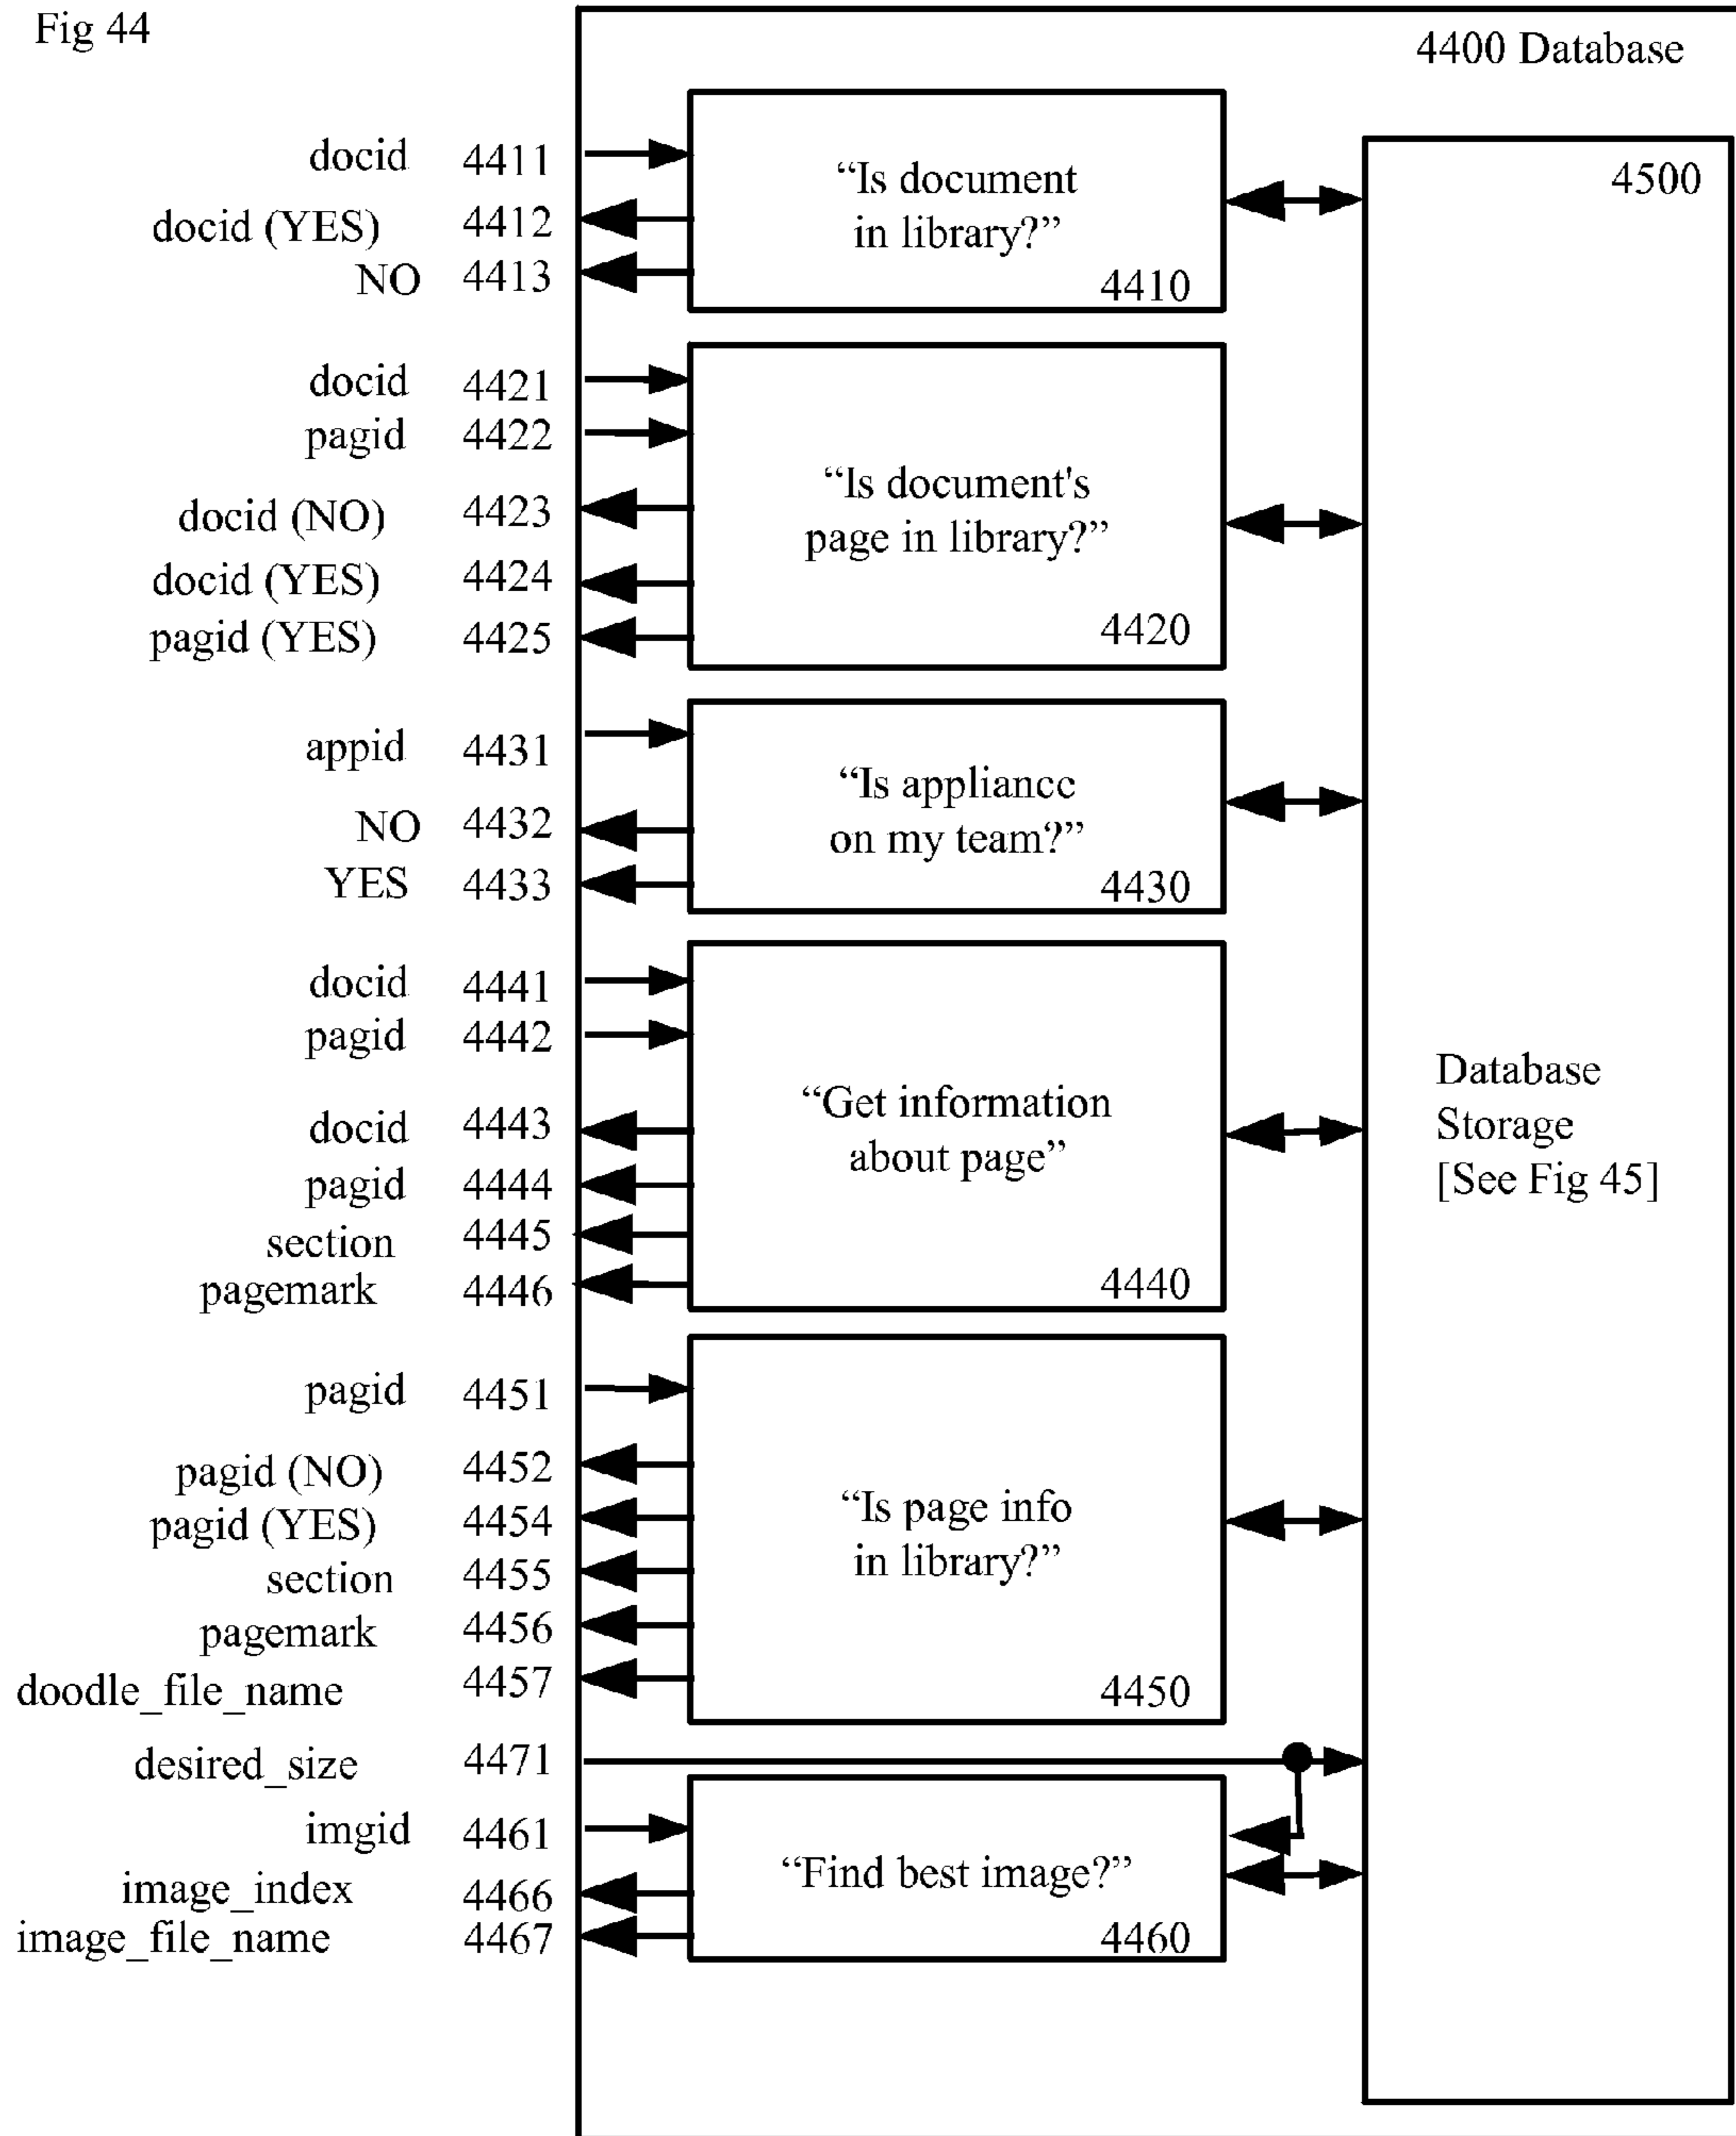 Fig 44
4400 Database
4500
docid 4411
docid (YES) 4412
NO 4413
“Is document
in library?”
4410
docid 4421
pagid 4422
docid (NO) 4423
docid (YES) 4424
pagid (YES) 4425
“Is document's
page in library?”
4420
appid 4431
NO 4432
YES 4433
“Is appliance
on my team?”
4430
docid 4441
pagid 4442
docid 4443
pagid 4444
section 4445
pagemark 4446
“Get information
about page”
4440
Database
Storage
[See Fig 45]
pagid 4451
pagid (NO) 4452
pagid (YES) 4454
section 4455
pagemark 4456
doodle_file_name 4457
“Is page info
in library?”
4450
desired_size 4471
imgid 4461
image_index 4466
image_file_name 4467
“Find best image?”
4460